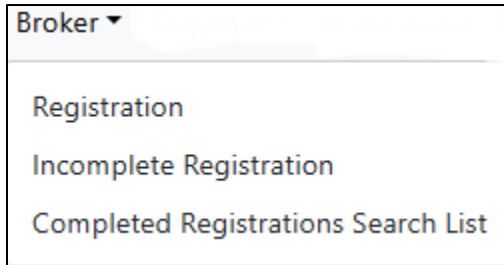 Broker
Registration
Incomplete Registration
Completed Registrations Search List